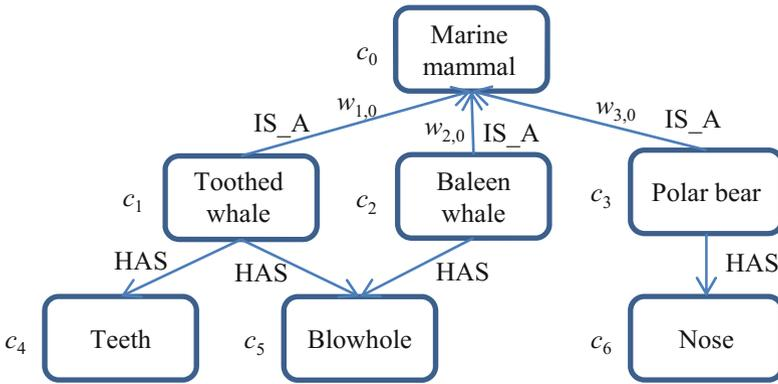 c0
Marine
mammal
w1,0
IS_A
w2,0
IS_A
w3,0
IS_A
c1
Toothed
whale
c2
Baleen
whale
c3
Polar bear
HAS
HAS
HAS
HAS
c4
Teeth
c5
Blowhole
c6
Nose